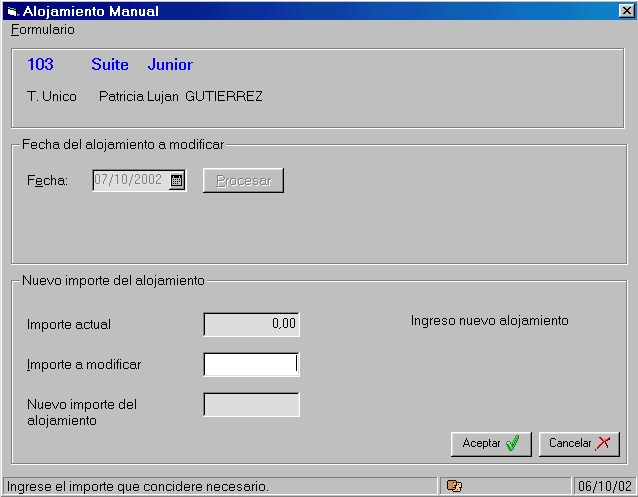 Alojamiento Manual
Formulario
103 Suite Junior
T. Unico Patricia Lujan GUTIERREZ
Fecha del alojamiento a modificar
Fecha: 07/10/2002 Procesar
Nuevo importe del alojamiento
Importe actual 0,00 Ingreso nuevo alojamiento
Importe a modificar
Nuevo importe del
alojamiento
Aceptar Cancelar
Ingrese el importe que concidere necesario. 06/10/02